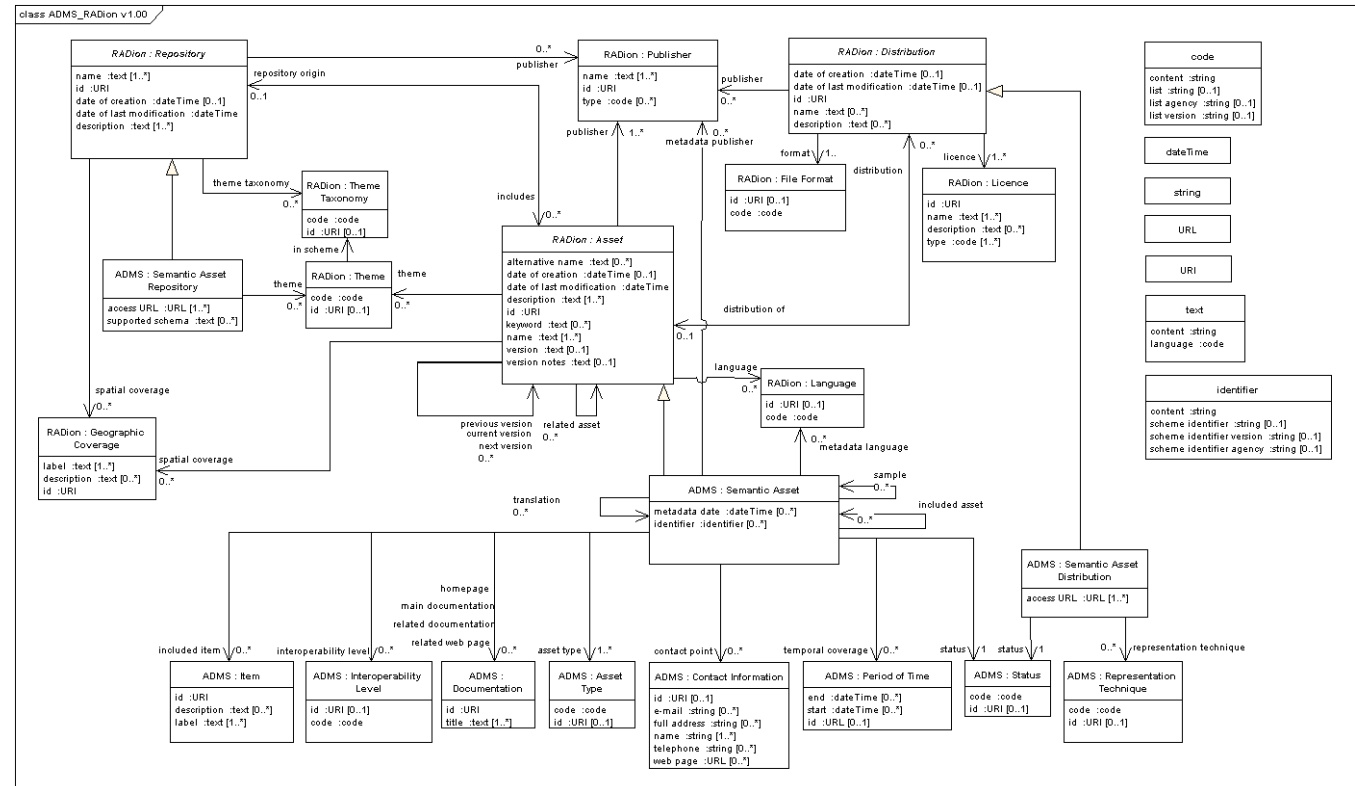 class ADMS_RADion v1.00
RADion : Repository
name :text [1..*]
id :URI
date of creation :dateTime [0..1]
date of last modification :dateTime
description :text [1..*]
0..*
publisher
repository origin
0..1
RADion : Publisher
name :text [1..*]
id :URI
type :code [0..*]
publisher
0..*
RADion : Distribution
date of creation :dateTime [0..1]
date of last modification :dateTime [0..1]
id :URI
name :text [0..*]
description :text [0..*]
code
content :string
list :string [0..1]
list agency :string [0..1]
list version :string [0..1]
dateTime
string
URL
URI
text
content :string
language :code
identifier
content :string
scheme identifier :string [0..1]
scheme identifier version :string [0..1]
scheme identifier agency :string [0..1]
publisher
1..*
0..*
metadata publisher
format
1..
0..*
distribution
licence
1..*
RADion : File Format
id :URI [0..1]
code :code
RADion : Licence
id :URI
name :text [1..*]
description :text [0..*]
type :code [1..*]
theme taxonomy
0..*
RADion : Theme
Taxonomy
code :code
id :URI [0..1]
includes
0..*
in scheme
RADion : Asset
alternative name :text [0..*]
date of creation :dateTime [0..1]
date of last modification :dateTime
description :text [1..*]
id :URI
keyword :text [0..*]
name :text [1..*]
version :text [0..1]
version notes :text [0..1]
ADMS : Semantic Asset
Repository
access URL :URL [1..*]
supported schema :text [0..*]
theme
0..*
RADion : Theme
code :code
id :URI [0..1]
theme
0..*
distribution of
0..1
spatial coverage
0..*
RADion : Geographic
Coverage
label :text [1..*]
description :text [0..*]
id :URI
spatial coverage
0..*
previous version
current version
next version
0..*
related asset
0..*
language
0..*
RADion : Language
id :URI [0..1]
code :code
0..*
metadata language
translation
0..*
ADMS : Semantic Asset
metadata date :dateTime [0..*]
identifier :identifier [0..*]
sample
0..*
included asset
0..*
ADMS : Semantic Asset
Distribution
access URL :URL [1..*]
homepage
main documentation
related documentation
related web page
0..*
included item
0..*
interoperability level
0..*
asset type
1..*
contact point
0..*
temporal coverage
0..*
status
1
status
1
0..*
representation technique
ADMS : Item
id :URI
description :text [0..*]
label :text [1..*]
ADMS : Interoperability
Level
id :URI [0..1]
code :code
ADMS :
Documentation
id :URI
title :text [1..*]
ADMS : Asset
Type
code :code
id :URI [0..1]
ADMS : Contact Information
id :URI [0..1]
e-mail :string [0..*]
full address :string [0..*]
name :string [1..*]
telephone :string [0..*]
web page :URL [0..*]
ADMS : Period of Time
end :dateTime [0..*]
start :dateTime [0..*]
id :URL [0..1]
ADMS : Status
code :code
id :URI [0..1]
ADMS : Representation
Technique
code :code
id :URI [0..1]